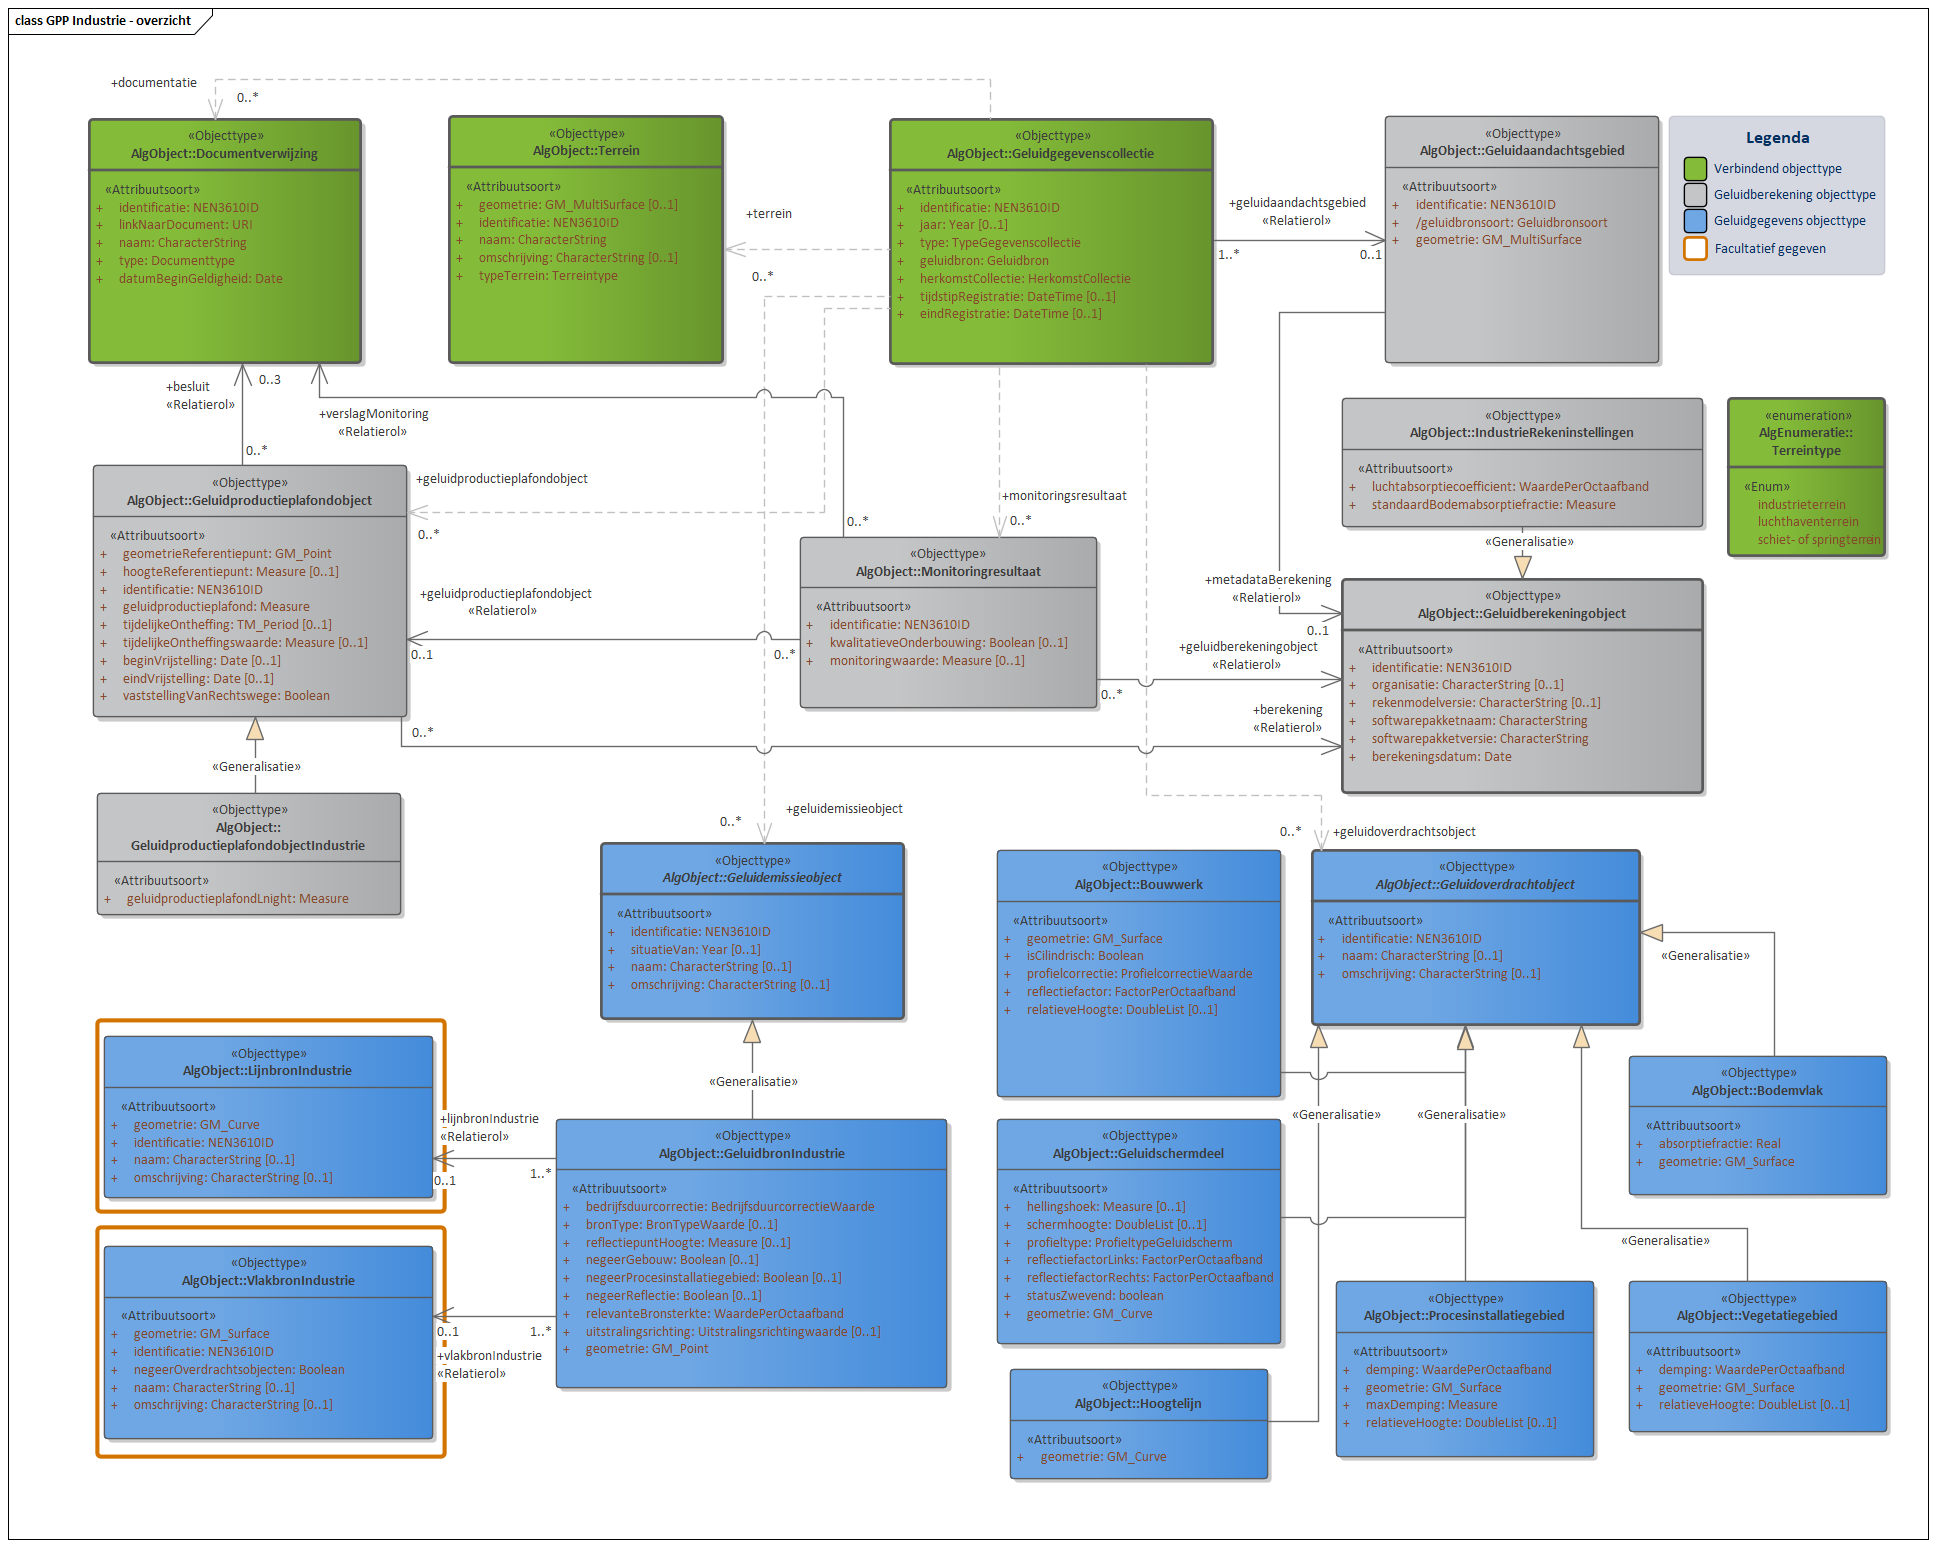 class GPP Industrie - overzicht
+documentatie
0..*
«Objecttype»
AlgObject::Documentverwijzing
«Attribuutsoort»
+ identificatie: NEN3610ID
+ linkNaarDocument: URI
+ naam: CharacterString
+ type: Documenttype
+ datumBeginGeldigheid: Date
«Objecttype»
AlgObject::Terrein
«Attribuutsoort»
+ geometrie: GM_MultiSurface [0..1]
+ identificatie: NEN3610ID
+ naam: CharacterString
+ omschrijving: CharacterString [0..1]
+ typeTerrein: Terreintype
+terrein
0..*
«Objecttype»
AlgObject::Geluidgegevenscollectie
«Attribuutsoort»
+ identificatie: NEN3610ID
+ jaar: Year [0..1]
+ type: TypeGegevenscollectie
+ geluidbron: Geluidbron
+ herkomstCollectie: HerkomstCollectie
+ tijdstipRegistratie: DateTime [0..1]
+ eindRegistratie: DateTime [0..1]
+geluidaandachtsgebied
«Relatierol»
1..*
0..1
«Objecttype»
AlgObject::Geluidaandachtsgebied
«Attribuutsoort»
+ identificatie: NEN3610ID
+ /geluidbronsoort: Geluidbronsoort
+ geometrie: GM_MultiSurface
Legenda
Verbindend objecttype
Geluidberekening objecttype
Geluidgegevens objecttype
Facultatief gegeven
+besluit
«Relatierol»
0..3
0..*
+verslagMonitoring
«Relatierol»
0..*
«Objecttype»
AlgObject::IndustrieRekeninstellingen
«Attribuutsoort»
+ luchtabsorptiecoefficient: WaardePerOctaafband
+ standaardBodemabsorptiefractie: Measure
«Generalisatie»
«enumeration»
AlgEnumeratie::
Terreintype
«Enum»
industrieterrein
luchthaventerrein
schiet- of springterrein
«Objecttype»
AlgObject::Geluidproductieplafondobject
«Attribuutsoort»
+ geometrieReferentiepunt: GM_Point
+ hoogteReferentiepunt: Measure [0..1]
+ identificatie: NEN3610ID
+ geluidproductieplafond: Measure
+ tijdelijkeOntheffing: TM_Period [0..1]
+ tijdelijkeOntheffingswaarde: Measure [0..1]
+ beginVrijstelling: Date [0..1]
+ eindVrijstelling: Date [0..1]
+ vaststellingVanRechtswege: Boolean
+geluidproductieplafondobject
0..*
+geluidproductieplafondobject
«Relatierol»
0..1
0..*
+monitoringsresultaat
0..*
«Objecttype»
AlgObject::Monitoringresultaat
«Attribuutsoort»
+ identificatie: NEN3610ID
+ kwalitatieveOnderbouwing: Boolean [0..1]
+ monitoringwaarde: Measure [0..1]
+metadataBerekening
«Relatierol»
0..1
+geluidberekeningobject
«Relatierol»
0..*
+berekening
«Relatierol»
0..*
«Objecttype»
AlgObject::Geluidberekeningobject
«Attribuutsoort»
+ identificatie: NEN3610ID
+ organisatie: CharacterString [0..1]
+ rekenmodelversie: CharacterString [0..1]
+ softwarepakketnaam: CharacterString
+ softwarepakketversie: CharacterString
+ berekeningsdatum: Date
«Generalisatie»
«Objecttype»
AlgObject::
GeluidproductieplafondobjectIndustrie
«Attribuutsoort»
+ geluidproductieplafondLnight: Measure
+geluidemissieobject
0..*
«Objecttype»
AlgObject::Geluidemissieobject
«Attribuutsoort»
+ identificatie: NEN3610ID
+ situatieVan: Year [0..1]
+ naam: CharacterString [0..1]
+ omschrijving: CharacterString [0..1]
«Generalisatie»
«Objecttype»
AlgObject::Bouwwerk
«Attribuutsoort»
+ geometrie: GM_Surface
+ isCilindrisch: Boolean
+ profielcorrectie: ProfielcorrectieWaarde
+ reflectiefactor: FactorPerOctaafband
+ relatieveHoogte: DoubleList [0..1]
0..*
+geluidoverdrachtsobject
«Objecttype»
AlgObject::Geluidoverdrachtobject
«Attribuutsoort»
+ identificatie: NEN3610ID
+ naam: CharacterString [0..1]
+ omschrijving: CharacterString [0..1]
«Generalisatie»
«Objecttype»
AlgObject::LijnbronIndustrie
«Attribuutsoort»
+ geometrie: GM_Curve
+ identificatie: NEN3610ID
+ naam: CharacterString [0..1]
+ omschrijving: CharacterString [0..1]
+lijnbronIndustrie
«Relatierol»
0..1
1..*
«Objecttype»
AlgObject::VlakbronIndustrie
«Attribuutsoort»
+ geometrie: GM_Surface
+ identificatie: NEN3610ID
+ negeerOverdrachtsobjecten: Boolean
+ naam: CharacterString [0..1]
+ omschrijving: CharacterString [0..1]
0..1
1..*
+vlakbronIndustrie
«Relatierol»
«Objecttype»
AlgObject::GeluidbronIndustrie
«Attribuutsoort»
+ bedrijfsduurcorrectie: BedrijfsduurcorrectieWaarde
+ bronType: BronTypeWaarde [0..1]
+ reflectiepuntHoogte: Measure [0..1]
+ negeerGebouw: Boolean [0..1]
+ negeerProcesinstallatiegebied: Boolean [0..1]
+ negeerReflectie: Boolean [0..1]
+ relevanteBronsterkte: WaardePerOctaafband
+ uitstralingsrichting: Uitstralingsrichtingwaarde [0..1]
+ geometrie: GM_Point
«Generalisatie»
«Generalisatie»
«Objecttype»
AlgObject::Geluidschermdeel
«Attribuutsoort»
+ hellingshoek: Measure [0..1]
+ schermhoogte: DoubleList [0..1]
+ profieltype: ProfieltypeGeluidscherm
+ reflectiefactorLinks: FactorPerOctaafband
+ reflectiefactorRechts: FactorPerOctaafband
+ statusZwevend: boolean
+ geometrie: GM_Curve
«Objecttype»
AlgObject::Bodemvlak
«Attribuutsoort»
+ absorptiefractie: Real
+ geometrie: GM_Surface
«Generalisatie»
«Objecttype»
AlgObject::Hoogtelijn
«Attribuutsoort»
+ geometrie: GM_Curve
«Objecttype»
AlgObject::Procesinstallatiegebied
«Attribuutsoort»
+ demping: WaardePerOctaafband
+ geometrie: GM_Surface
+ maxDemping: Measure
+ relatieveHoogte: DoubleList [0..1]
«Objecttype»
AlgObject::Vegetatiegebied
«Attribuutsoort»
+ demping: WaardePerOctaafband
+ geometrie: GM_Surface
+ relatieveHoogte: DoubleList [0..1]